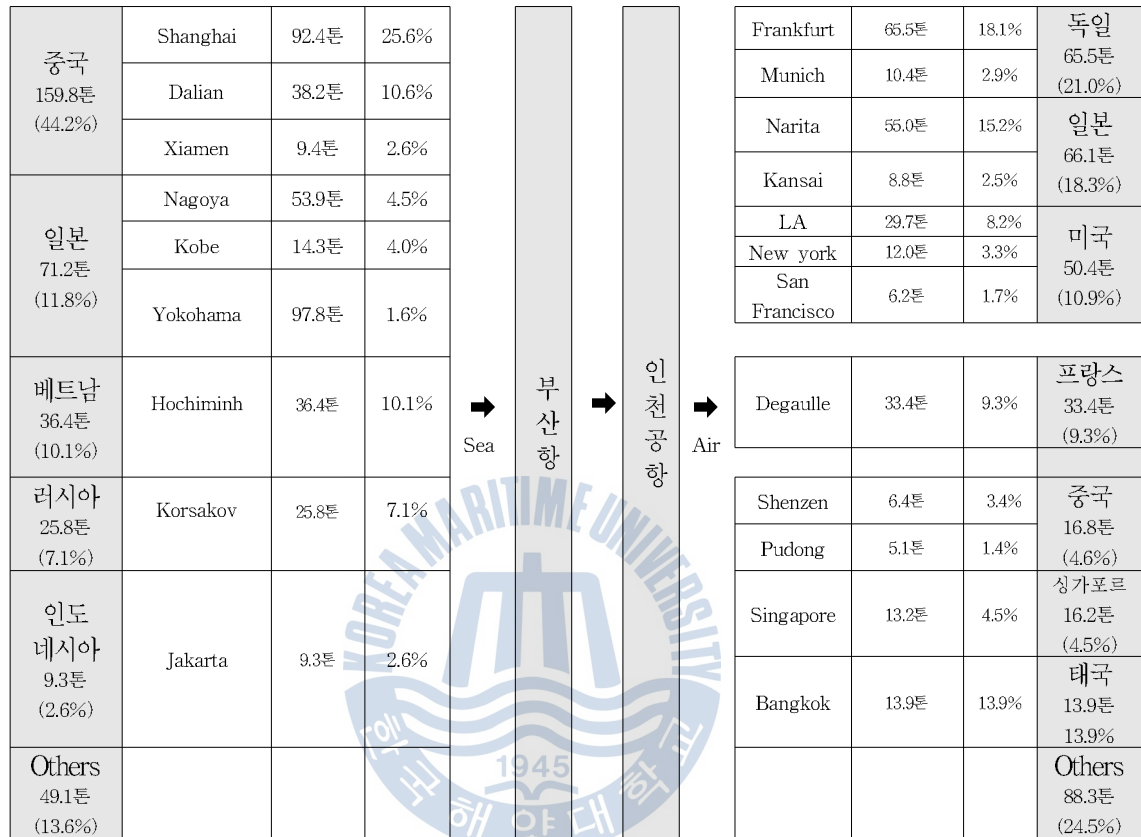 중국
159.8톤
(44.2%)
Shanghai 92.4톤 25.6%
Dalian 38.2톤 10.6%
Xiamen 9.4톤 2.6%
일본
71.2톤
(11.8%)
Nagoya 53.9톤 4.5%
Kobe 14.3톤 4.0%
Yokohama 97.8톤 1.6%
베트남
36.4톤
(10.1%)
Hochiminh 36.4톤 10.1%
러시아
25.8톤
(7.1%)
Korsakov 25.8톤 7.1%
인도
네시아
9.3톤
(2.6%)
Jakarta 9.3톤 2.6%
Others
49.1톤
(13.6%)
➡
Sea
부산항
➡
인천공항
➡
Air
Frankfurt 65.5톤 18.1%
Munich 10.4톤 2.9%
독일
65.5톤
(21.0%)
Narita 55.0톤 15.2%
Kansai 8.8톤 2.5%
일본
66.1톤
(18.3%)
LA 29.7톤 8.2%
New york 12.0톤 3.3%
San
Francisco 6.2톤 1.7%
미국
50.4톤
(10.9%)
Degaulle 33.4톤 9.3%
프랑스
33.4톤
(9.3%)
Shenzen 6.4톤 3.4%
Pudong 5.1톤 1.4%
중국
16.8톤
(4.6%)
Singapore 13.2톤 4.5%
싱가포르
16.2톤
(4.5%)
Bangkok 13.9톤 13.9%
태국
13.9톤
13.9%
Others
88.3톤
(24.5%)
KOREA MARITIME UNIVERSITY
1945
한국해양대학교